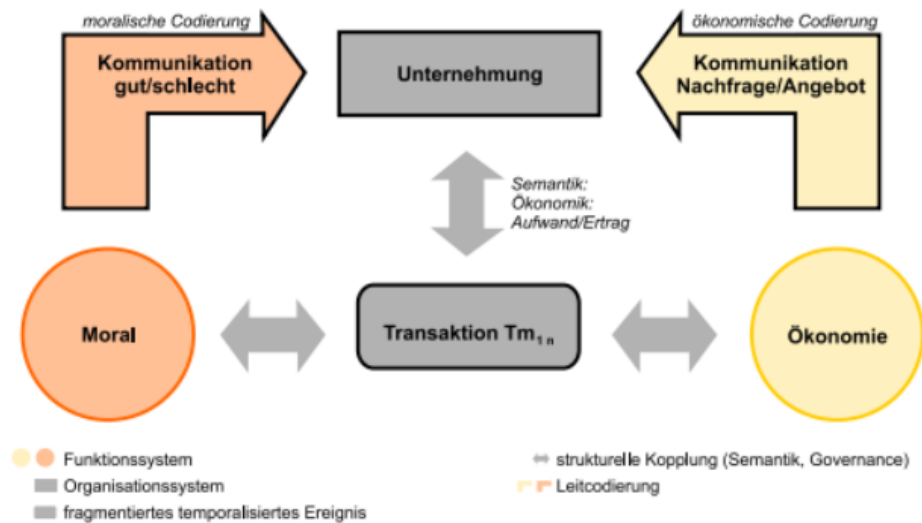 moralische Codierung
ökonomische Codierung
Kommunikation
gut/schlecht
Unternehmung
Kommunikation
Nachfrage/Angebot
Semantik:
Ökonomik:
Aufwand/Ertrag
Moral
Transaktion Tm1 n
Ökonomie
Funktionssystem
Organisationssystem
fragmentiertes temporalisiertes Ereignis
strukturelle Kopplung (Semantik, Governance)
Leitcodierung